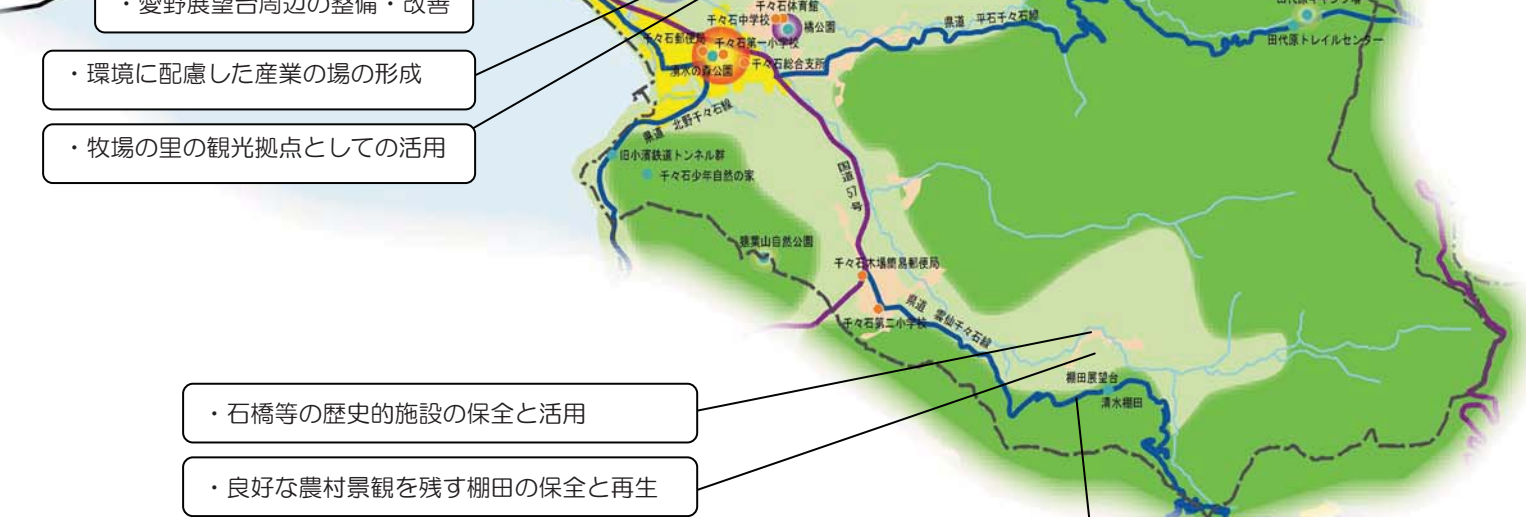 ・愛野展望台周辺の整備・改善
・環境に配慮した産業の場の形成
・牧場の里の観光拠点としての活用
千々石体育館
千々石中学校
橘公園
千々石郵便局
千々石第一小学校
湧水の森公園
千々石総合支所
県道 平石千々石線
田代原キャンプ場
田代原トレイルセンター
県道 北野千々石線
旧小濱鉄道トンネル群
千々石少年自然の家
国道57号
猿葉山自然公園
千々石木場簡易郵便局
千々石第二小学校
県道 雲仙千々石線
棚田展望台
清水棚田
・石橋等の歴史的施設の保全と活用
・良好な農村景観を残す棚田の保全と再生